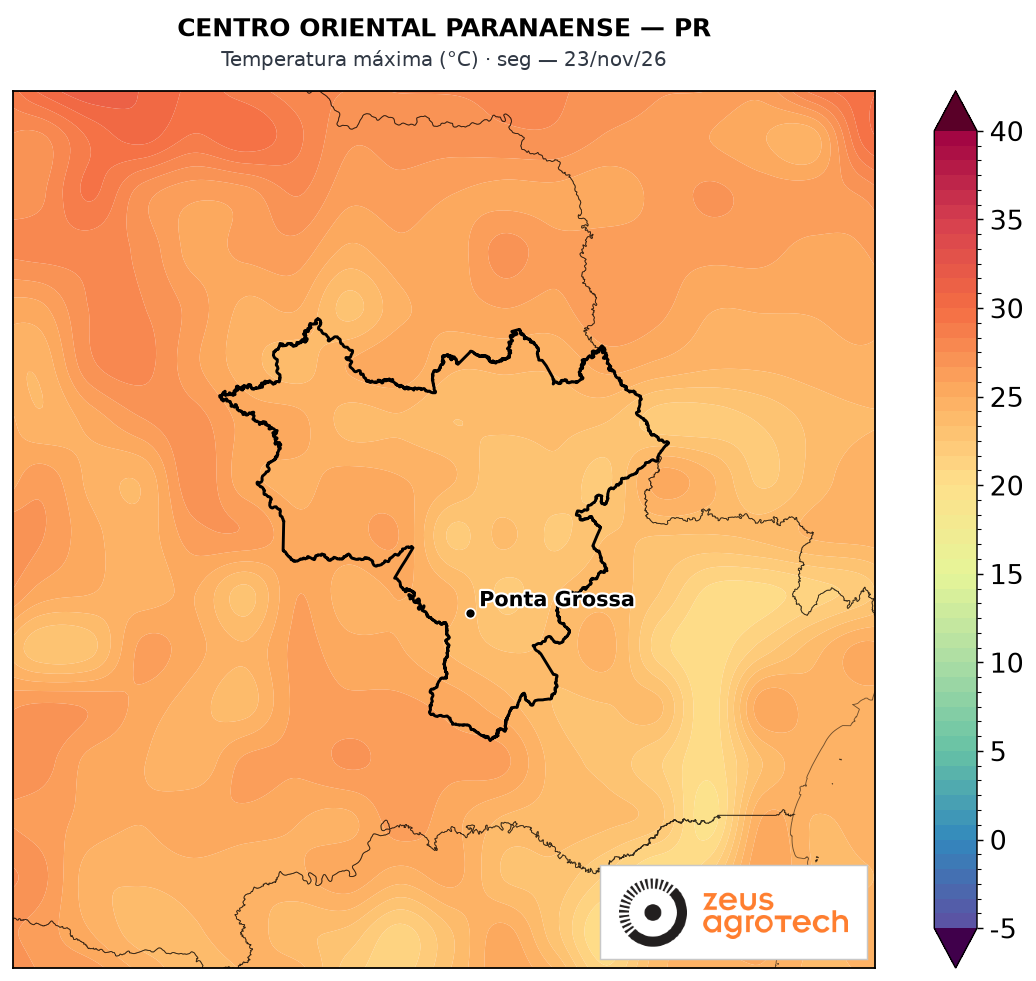 CENTRO ORIENTAL PARANAENSE — PR
Temperatura máxima (°C) · seg — 23/nov/26
40
35
30
25
20
15
10
5
0
-5
Ponta Grossa
zeus
agrotech